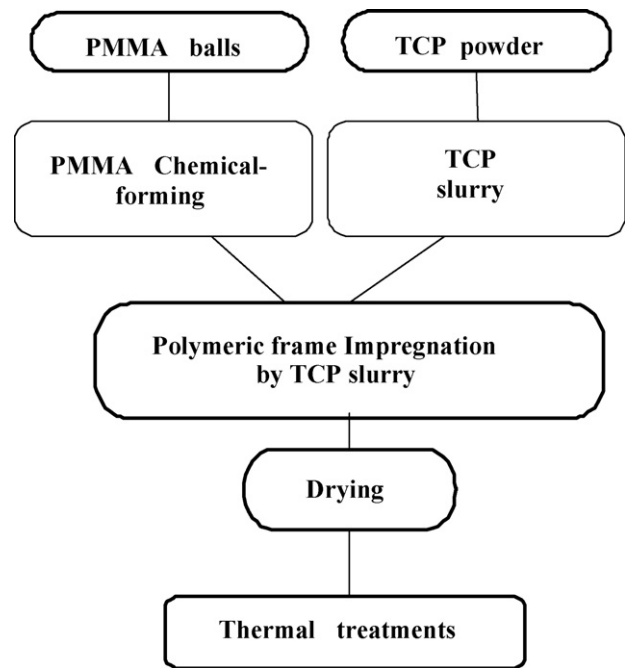 PMMA balls
TCP powder
PMMA Chemical-
forming
TCP
slurry
Polymeric frame Impregnation
by TCP slurry
Drying
Thermal treatments